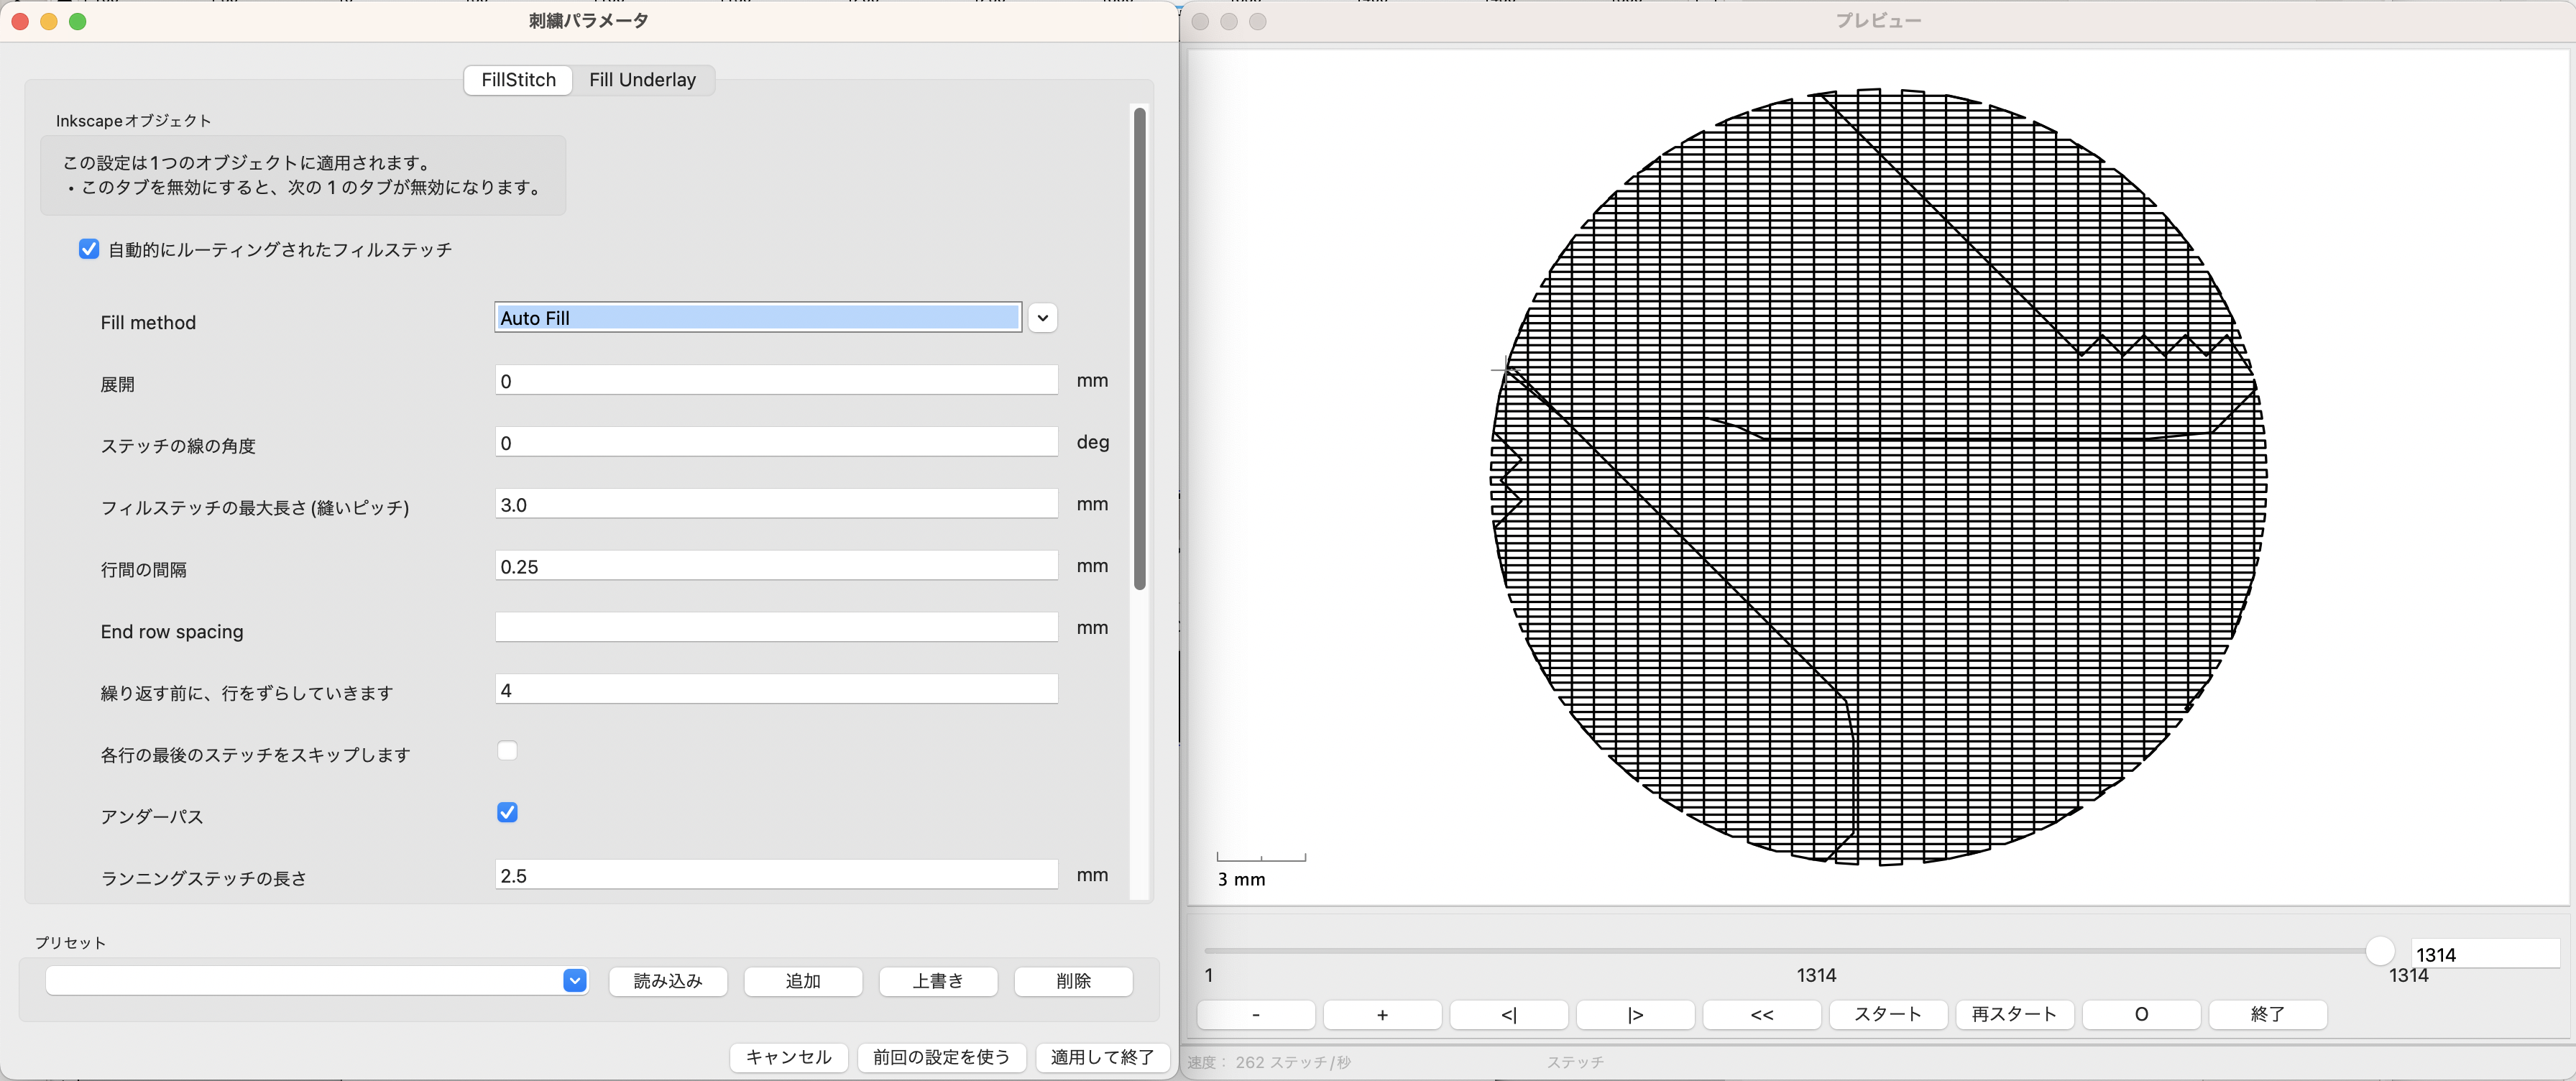 刺繍パラメータ
FillStitch
Fill Underlay
Inkscapeオブジェクト
この設定は1つのオブジェクトに適用されます。
・このタブを無効にすると、次の 1 のタブが無効になります。
自動的にルーティングされたフィルステッチ
Fill method
Auto Fill
展開
0
mm
ステッチの線の角度
0
deg
フィルステッチの最大長さ(縫いピッチ)
3.0
mm
行間の間隔
0.25
mm
End row spacing
mm
繰り返す前に、行をずらしていきます
4
各行の最後のステッチをスキップします
アンダーパス
ランニングステッチの長さ
2.5
mm
プリセット
読み込み
追加
上書き
削除
キャンセル
前回の設定を使う
適用して終了
プレビュー
3 mm
1314
1
1314
1314
-
+
<|
|>
<<
スタート
再スタート
O
終了
速度： 262 ステッチ/秒
ステッチ